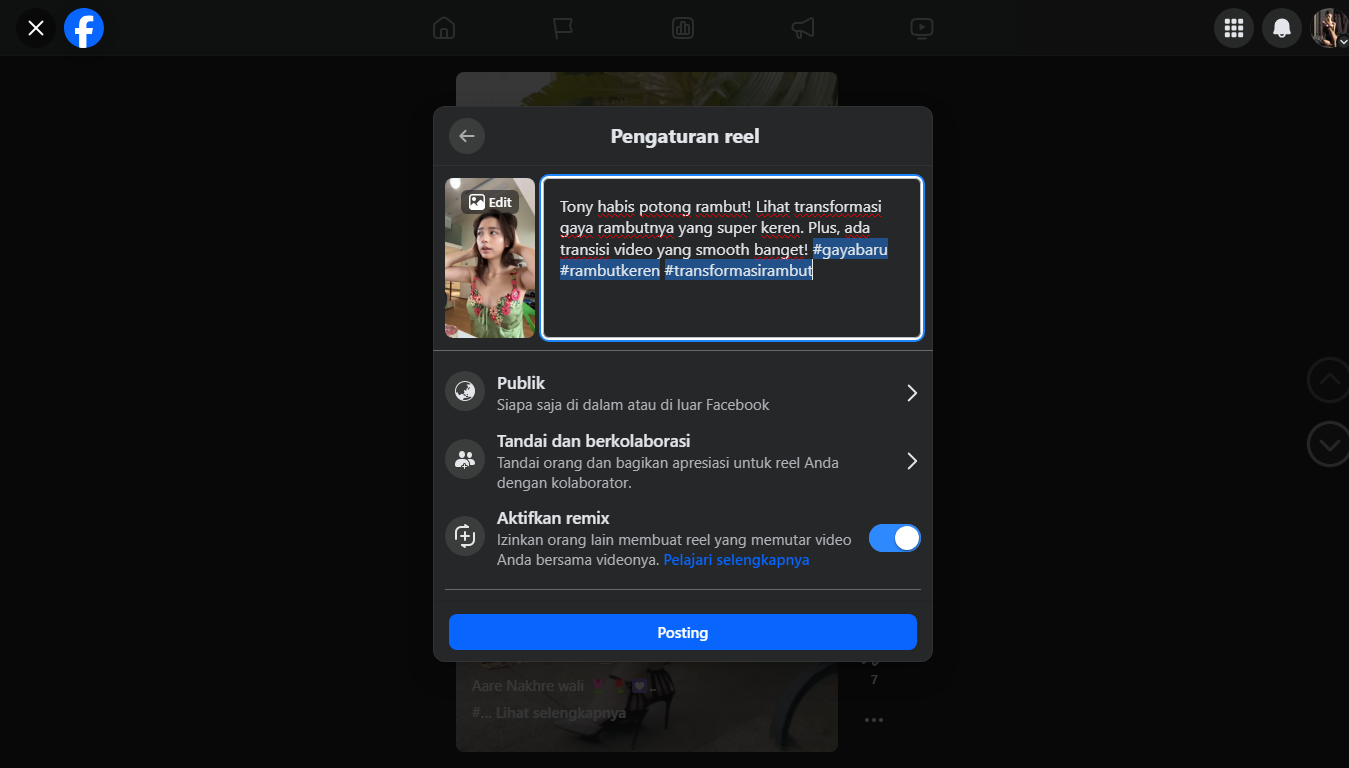 Pengaturan reel
Edit
Tony habis potong rambut! Lihat transformasi
gaya rambutnya yang super keren. Plus, ada
transisi video yang smooth banget! #gayabaru
#rambutkeren #transformasirambut
Publik
Siapa saja di dalam atau di luar Facebook
Tandai dan berkolaborasi
Tandai orang dan bagikan apresiasi untuk reel Anda
dengan kolaborator.
Aktifkan remix
Izinkan orang lain membuat reel yang memutar video
Anda bersama videonya. Pelajari selengkapnya
Posting
Aare Nakhre wali
#... Lihat selengkapnya
7